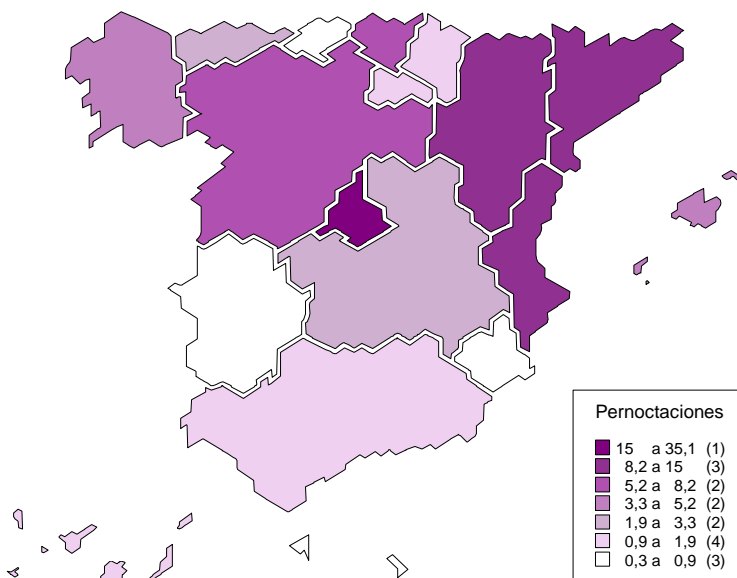 Pernoctaciones
15 a 35,1 (1)
8,2 a 15 (3)
5,2 a 8,2 (2)
3,3 a 5,2 (2)
1,9 a 3,3 (2)
0,9 a 1,9 (4)
0,3 a 0,9 (3)